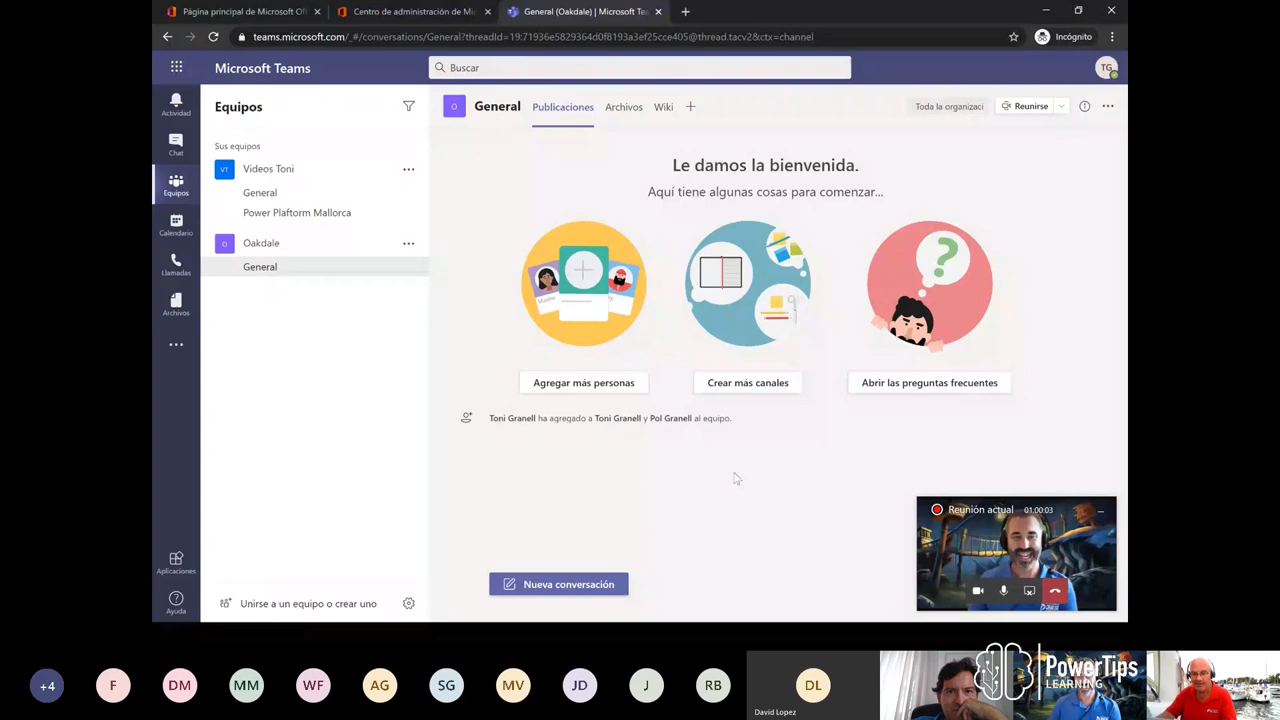 Página principal de Microsoft Of
Centro de administración de Mi
General (Oakdale) | Microsoft Te
teams.microsoft.com/_#/conversations/General?threadId=19:71936e5829364d0f8193a3ef25cce405@thread.tacv2&ctx=channel
Incógnito
Microsoft Teams
Buscar
TG
Actividad
Chat
Equipos
Calendario
Llamadas
Archivos
Aplicaciones
Ayuda
Equipos
Sus equipos
VT
Videos Toni
General
Power Plaftorm Mallorca
O
Oakdale
General
Unirse a un equipo o crear uno
O
General
Publicaciones
Archivos
Wiki
Toda la organizaci
Reunirse
Le damos la bienvenida.
Aquí tiene algunas cosas para comenzar...
Agregar más personas
Crear más canales
Abrir las preguntas frecuentes
Toni Granell ha agregado a Toni Granell y Pol Granell al equipo.
Nueva conversación
Reunión actual
01:00:03
+4
F
DM
MM
WF
AG
SG
MV
JD
J
RB
DL
David Lopez
PowerTips
LEARNING